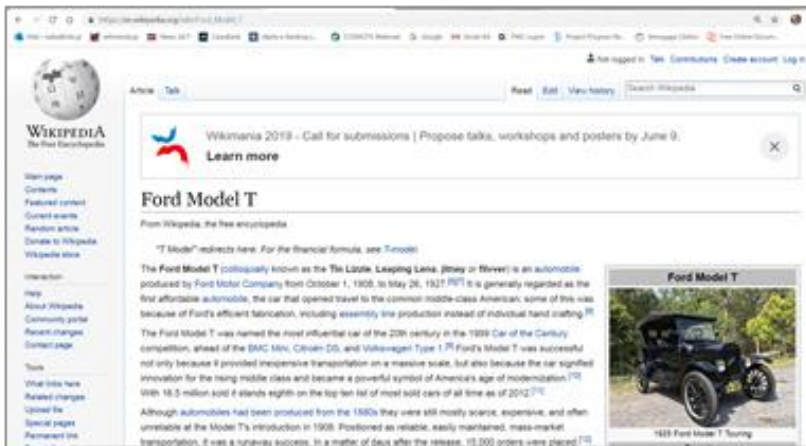 Not logged in Talk Contributions Create account Log in
Article Talk
Read Edit View history Search Wikipedia
WIKIPEDIA
The Free Encyclopedia
Wikimania 2019 - Call for submissions | Propose talks, workshops and posters by June 9.
Learn more
Main page
Contents
Featured content
Current events
Random article
Donate to Wikipedia
Wikipedia store
Interaction
Help
About Wikipedia
Community portal
Recent changes
Contact page
Tools
What links here
Related changes
Upload file
Special pages
Permanent link
Ford Model T
From Wikipedia, the free encyclopedia
"T Model" redirects here. For the financial formula, see T-model.
The Ford Model T (colloquially known as the Tin Lizzie, Leaping Lena, jitney or flivver) is an automobile
produced by Ford Motor Company from October 1, 1908, to May 26, 1927. It is generally regarded as the
first affordable automobile, the car that opened travel to the common middle-class American; some of this was
because of Ford's efficient fabrication, including assembly line production instead of individual hand crafting.
The Ford Model T was named the most influential car of the 20th century in the 1999 Car of the Century
competition, ahead of the BMC Mini, Citroën DS, and Volkswagen Type 1. Ford's Model T was successful
not only because it provided inexpensive transportation on a massive scale, but also because the car signified
innovation for the rising middle class and became a powerful symbol of America's age of modernization.
With 16.5 million sold it stands eighth on the top ten list of most sold cars of all time as of 2012.
Although automobiles had been produced from the 1880s they were still mostly scarce, expensive, and often
unreliable at the Model T's introduction in 1908. Positioned as reliable, easily maintained, mass-market
transportation, it was a runaway success. In a matter of days after the release, 15,000 orders were placed.
Ford Model T
1925 Ford Model T Touring